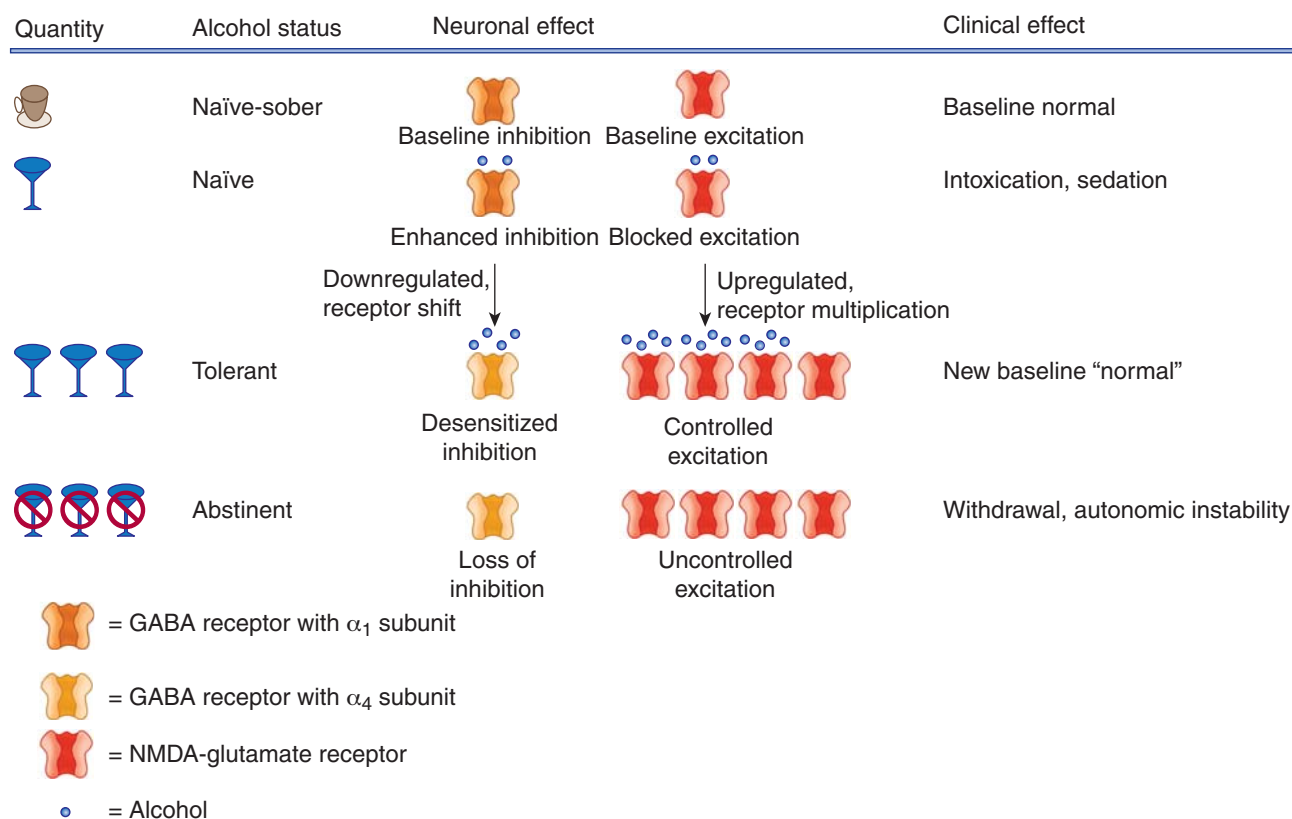 Quantity
Alcohol status
Neuronal effect
Clinical effect
Naïve-sober
Baseline inhibition
Baseline excitation
Baseline normal
Naïve
Enhanced inhibition
Blocked excitation
Intoxication, sedation
Downregulated,
receptor shift
Upregulated,
receptor multiplication
Tolerant
Desensitized
inhibition
Controlled
excitation
New baseline “normal”
Abstinent
Loss of
inhibition
Uncontrolled
excitation
Withdrawal, autonomic instability
= GABA receptor with α1 subunit
= GABA receptor with α4 subunit
= NMDA-glutamate receptor
= Alcohol